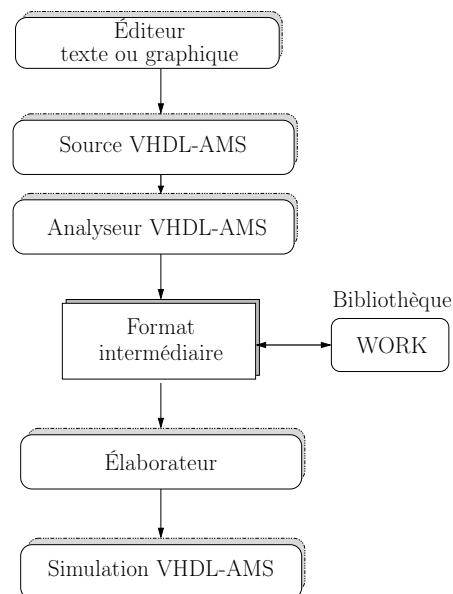 Éditeur
texte ou graphique
Source VHDL-AMS
Analyseur VHDL-AMS
Bibliothèque
Format
intermédiaire
WORK
Élaborateur
Simulation VHDL-AMS